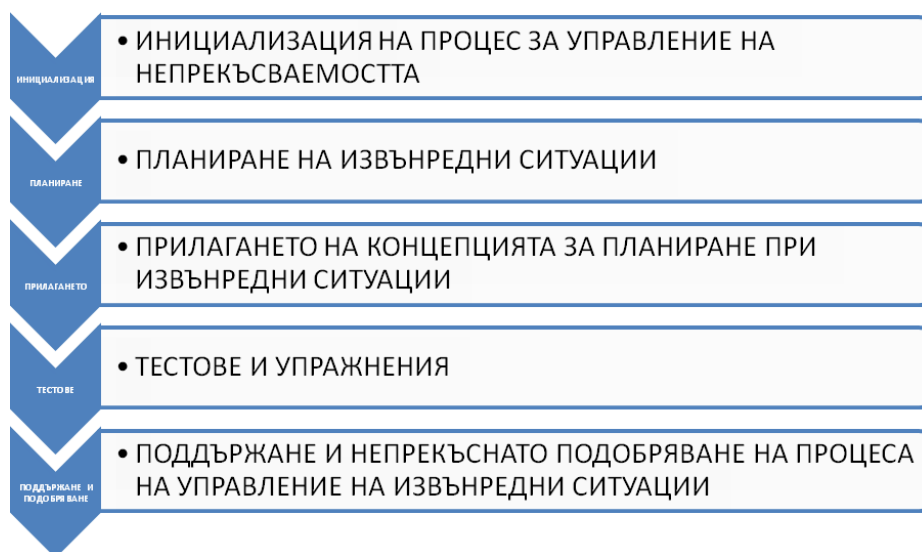 ИНИЦИАЛИЗАЦИЯ
• ИНИЦИАЛИЗАЦИЯ НА ПРОЦЕС ЗА УПРАВЛЕНИЕ НА
НЕПРЕКЪСВАЕМОСТТА
ПЛАНИРАНЕ
• ПЛАНИРАНЕ НА ИЗВЪНРЕДНИ СИТУАЦИИ
ПРИЛАГАНЕТО
• ПРИЛАГАНЕТО НА КОНЦЕПЦИЯТА ЗА ПЛАНИРАНЕ ПРИ
ИЗВЪНРЕДНИ СИТУАЦИИ
ТЕСТОВЕ
• ТЕСТОВЕ И УПРАЖНЕНИЯ
ПОДДЪРЖАНЕ И
ПОДОБРЯВАНЕ
• ПОДДЪРЖАНЕ И НЕПРЕКЪСНАТО ПОДОБРЯВАНЕ НА ПРОЦЕСА
НА УПРАВЛЕНИЕ НА ИЗВЪНРЕДНИ СИТУАЦИИ